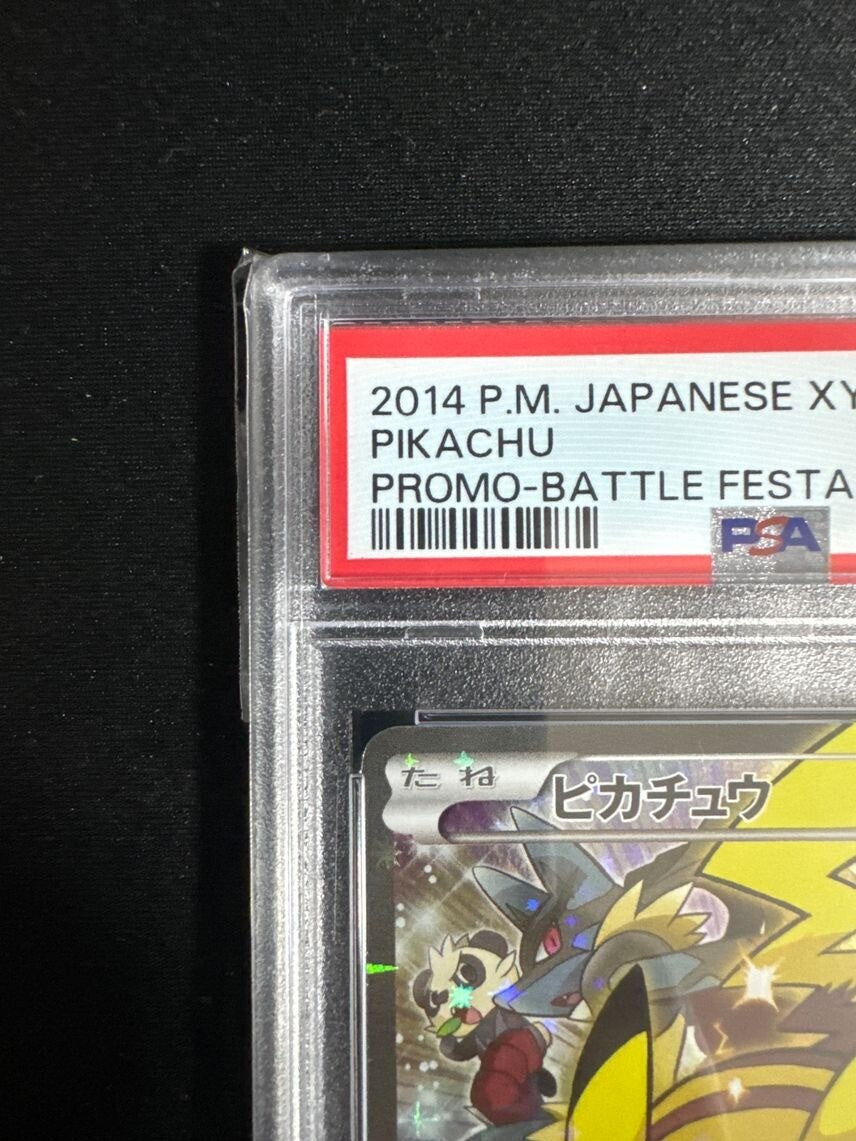 2014 P.M. JAPANESE XY
PIKACHU
PROMO-BATTLE FESTA
PSA
たね
ピカチュウ